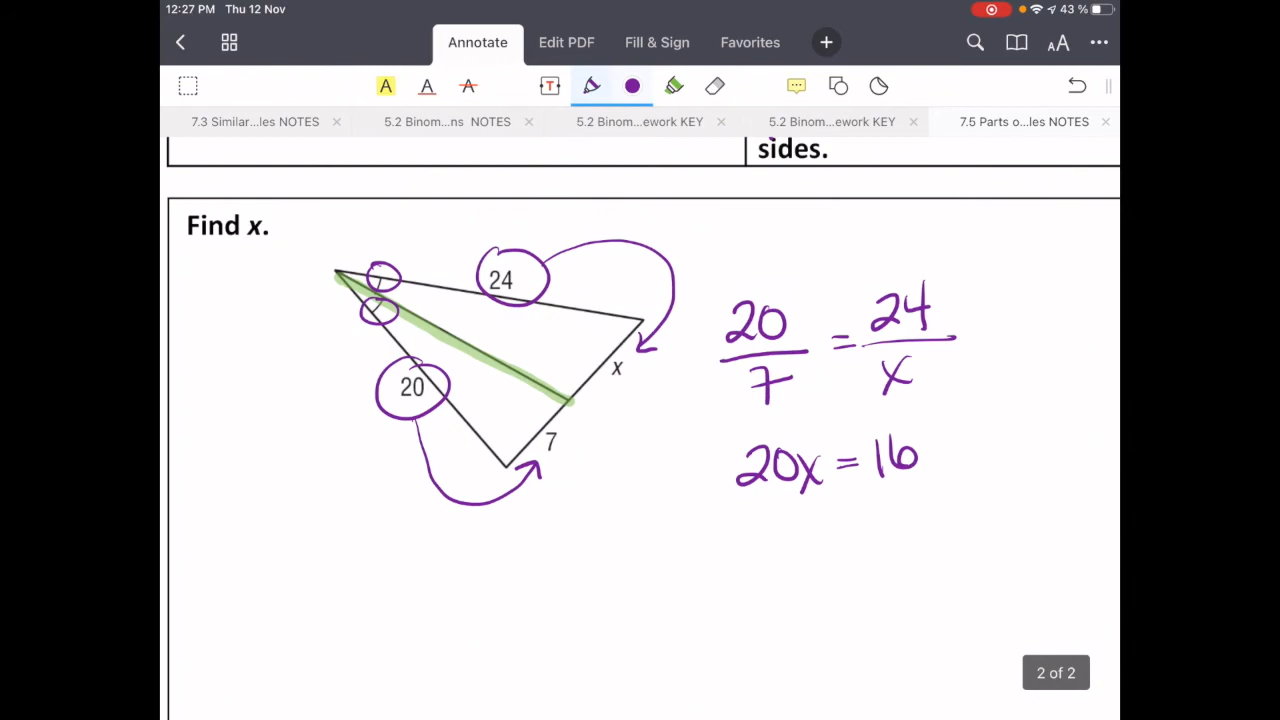 12:27 PM Thu 12 Nov 43 %
Annotate Edit PDF Fill & Sign Favorites
A A A T AA
7.3 Similar...les NOTES 5.2 Binom...ns NOTES 5.2 Binom...ework KEY 5.2 Binom...ework KEY 7.5 Parts o...les NOTES
sides.
Find x.
24
20
x
7
20/7 = 24/x
20x = 16
2 of 2